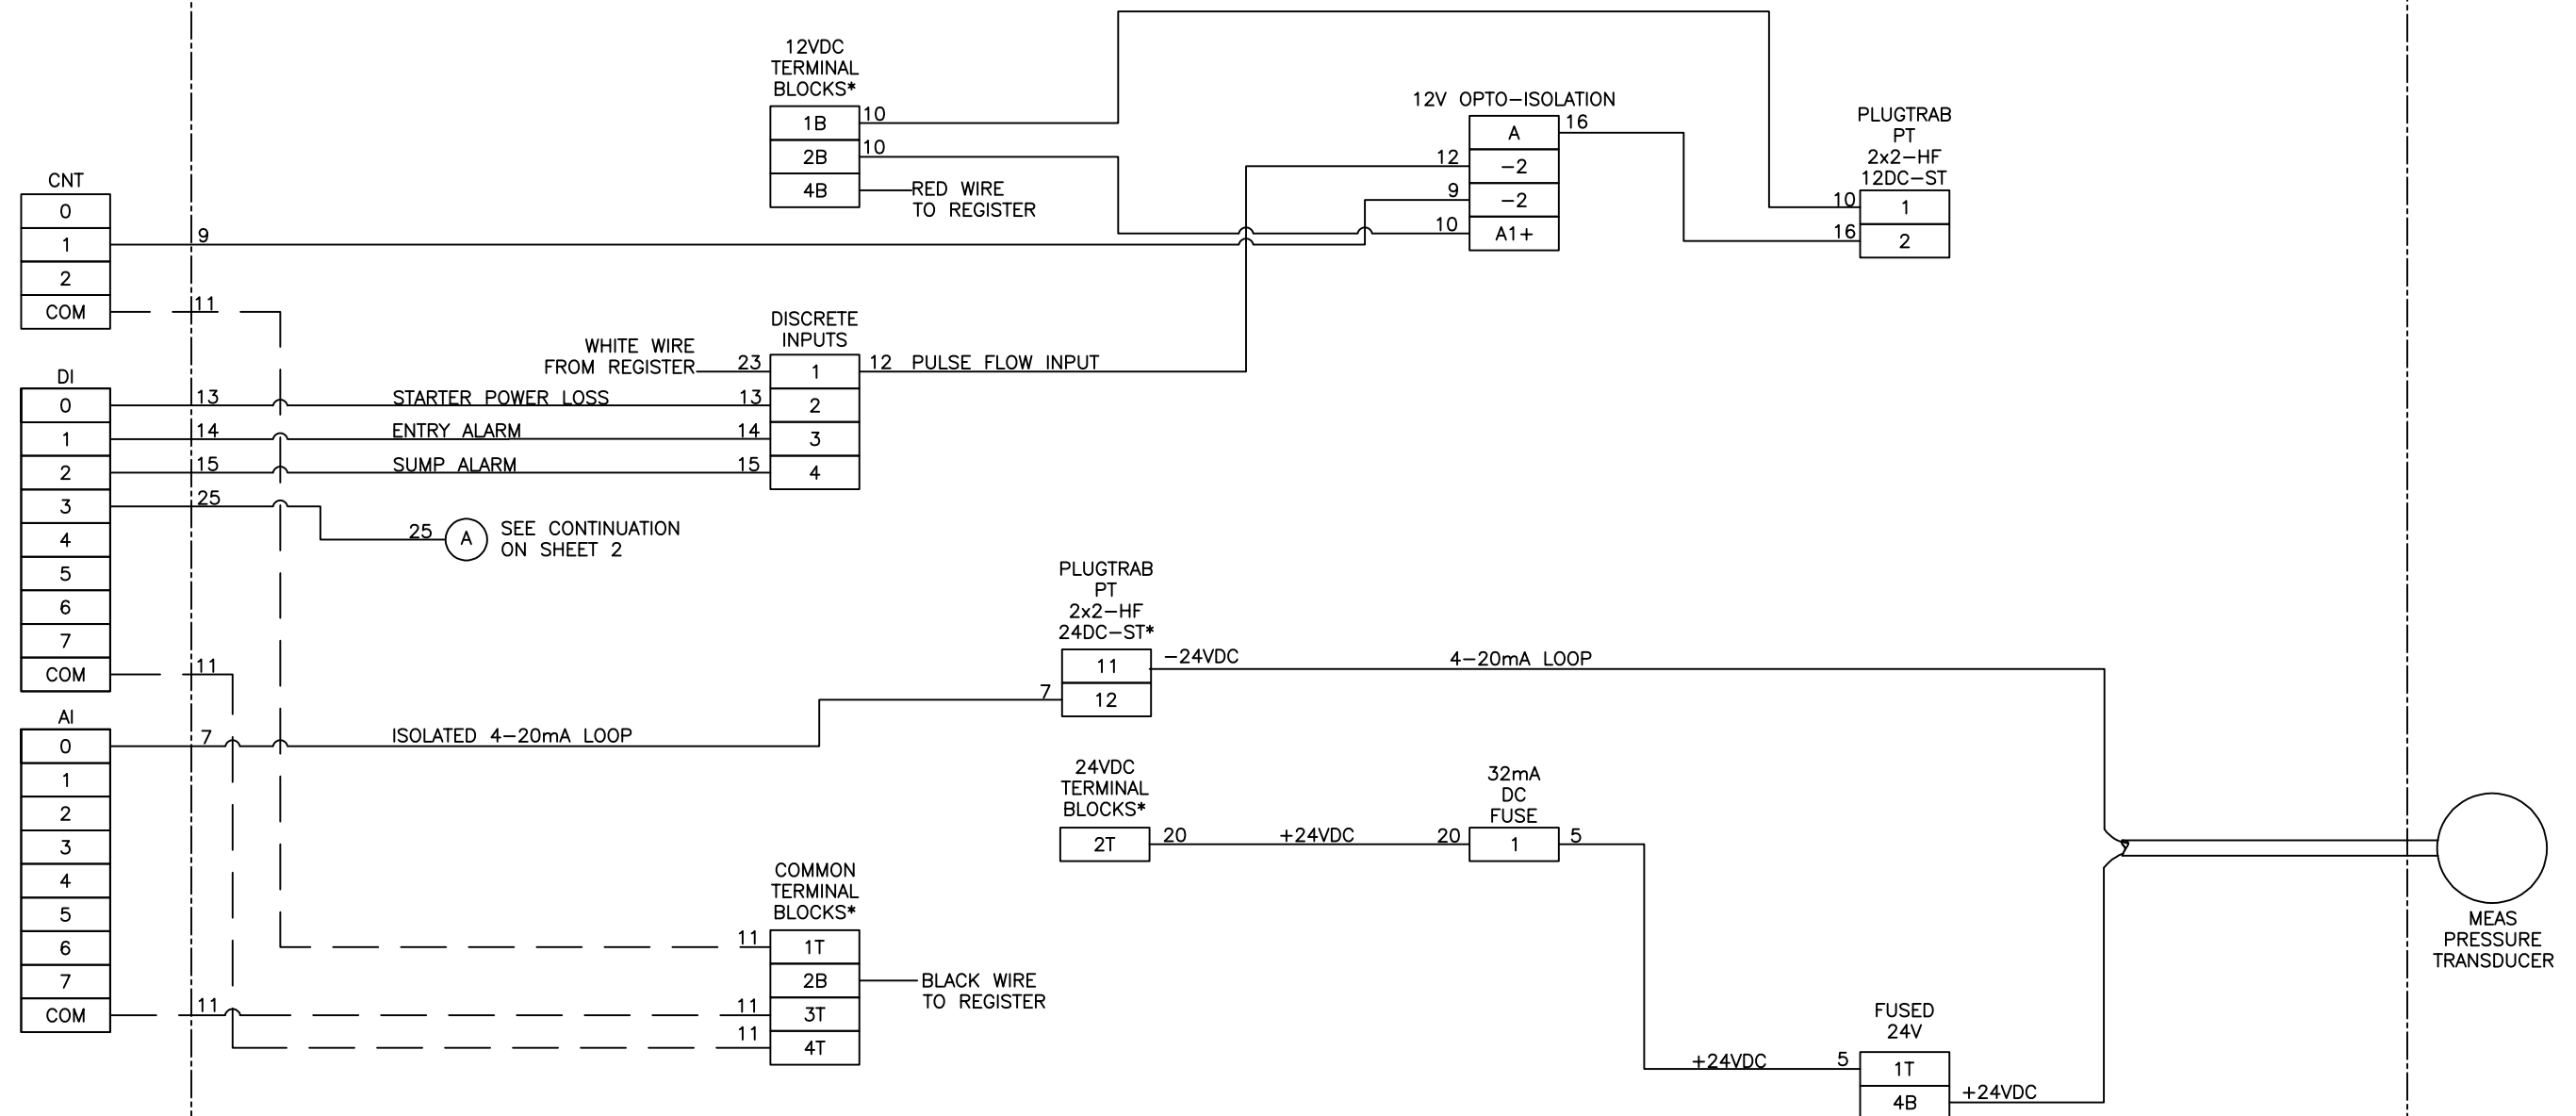 12VDC
TERMINAL
BLOCKS*
1B 10
2B 10
4B RED WIRE
TO REGISTER
12V OPTO-ISOLATION
A 16
12 -2
9 -2
10 A1+
PLUGTRAB
PT
2x2-HF
12DC-ST
10 1
16 2
CNT
0
1 9
2
COM 11
DISCRETE
INPUTS
WHITE WIRE
FROM REGISTER 23 1 12 PULSE FLOW INPUT
DI
0 13 STARTER POWER LOSS 13 2
1 14 ENTRY ALARM 14 3
2 15 SUMP ALARM 15 4
3 25
4 25 A SEE CONTINUATION
ON SHEET 2
5
6
7
COM 11
PLUGTRAB
PT
2x2-HF
24DC-ST*
11 -24VDC 4-20mA LOOP
7 12
AI
0 7 ISOLATED 4-20mA LOOP
1
2
3
4
5
6
7
COM 11
24VDC
TERMINAL
BLOCKS*
2T 20 +24VDC 20 1 5
32mA
DC
FUSE
COMMON
TERMINAL
BLOCKS*
11 1T
2B BLACK WIRE
TO REGISTER
11 3T
11 4T
MEAS
PRESSURE
TRANSDUCER
FUSED
24V
+24VDC 5 1T
4B +24VDC